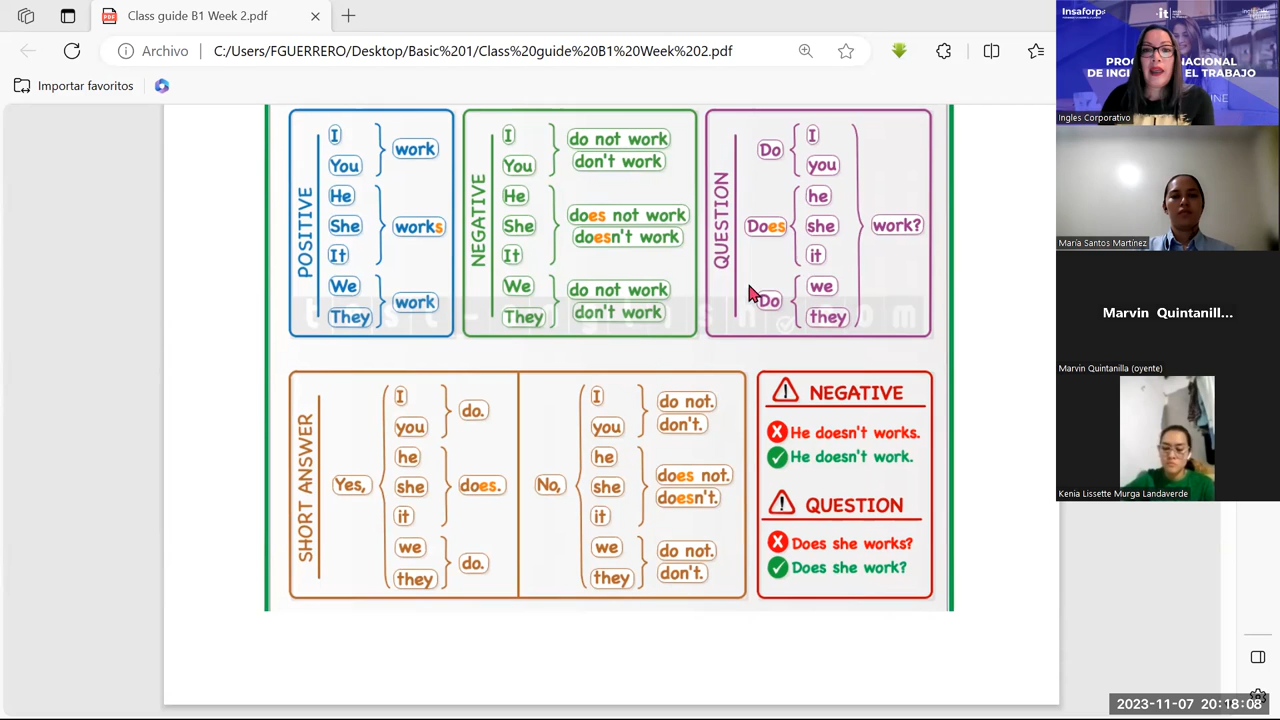 Class guide B1 Week 2.pdf
Archivo
C:/Users/FGUERRERO/Desktop/Basic%201/Class%20guide%20B1%20Week%202.pdf
Importar favoritos
POSITIVE
I
You
work
He
She
It
works
We
They
work
NEGATIVE
I
You
do not work
don't work
He
She
It
does not work
doesn't work
We
They
do not work
don't work
QUESTION
Do
I
you
Does
he
she
it
Do
we
they
work?
SHORT ANSWER
Yes,
I
you
do.
he
she
it
does.
we
they
do.
No,
I
you
do not.
don't.
he
she
it
does not.
doesn't.
we
they
do not.
don't.
NEGATIVE
He doesn't works.
He doesn't work.
QUESTION
Does she works?
Does she work?
Insaforp
it
Ingles Corporativo
María Santos Martínez
Marvin Quintanill...
Marvin Quintanilla (oyente)
Kenia Lissette Murga Landaverde
2023-11-07 20:18:08